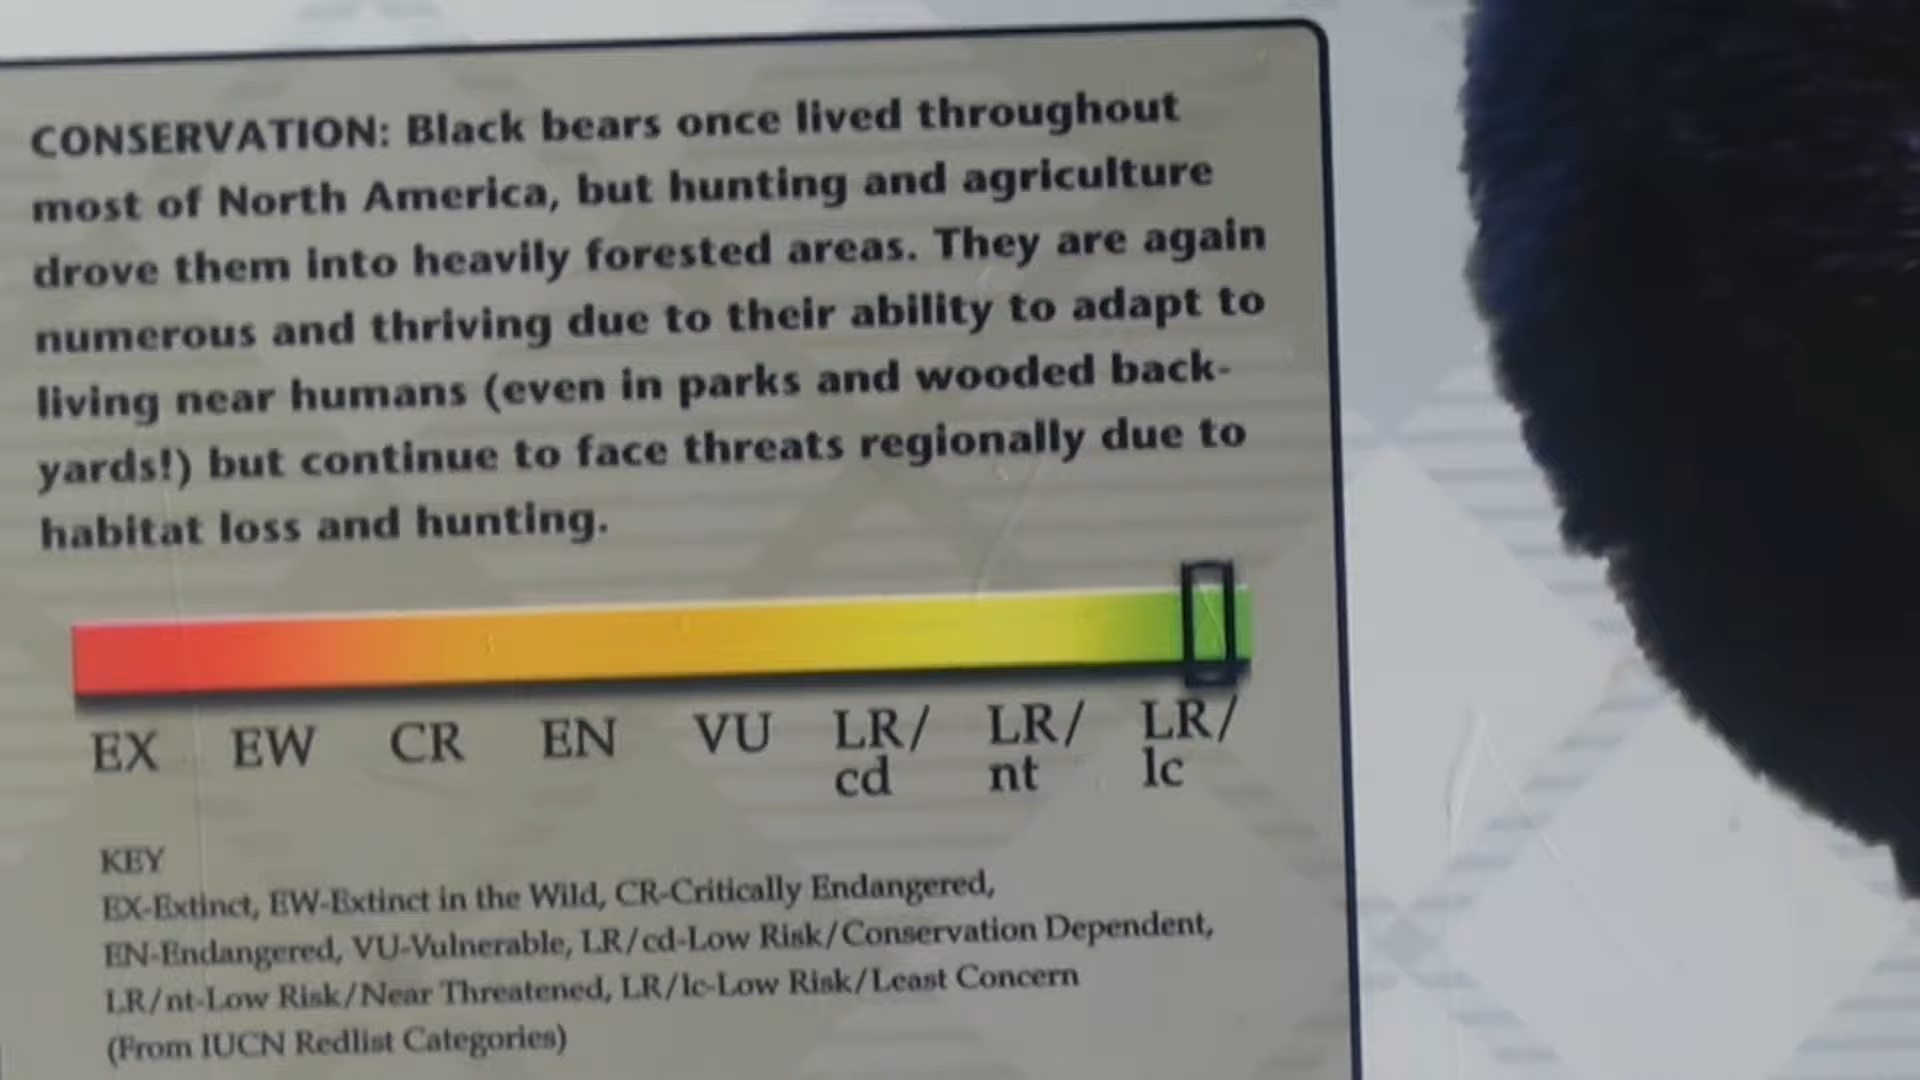 CONSERVATION: Black bears once lived throughout
most of North America, but hunting and agriculture
drove them into heavily forested areas. They are again
numerous and thriving due to their ability to adapt to
living near humans (even in parks and wooded back-
yards!) but continue to face threats regionally due to
habitat loss and hunting.
EX EW CR EN VU LR/ LR/ LR/
cd nt lc
KEY
EX-Extinct, EW-Extinct in the Wild, CR-Critically Endangered,
EN-Endangered, VU-Vulnerable, LR/cd-Low Risk/Conservation Dependent,
LR/nt-Low Risk/Near Threatened, LR/lc-Low Risk/Least Concern
(From IUCN Redlist Categories)